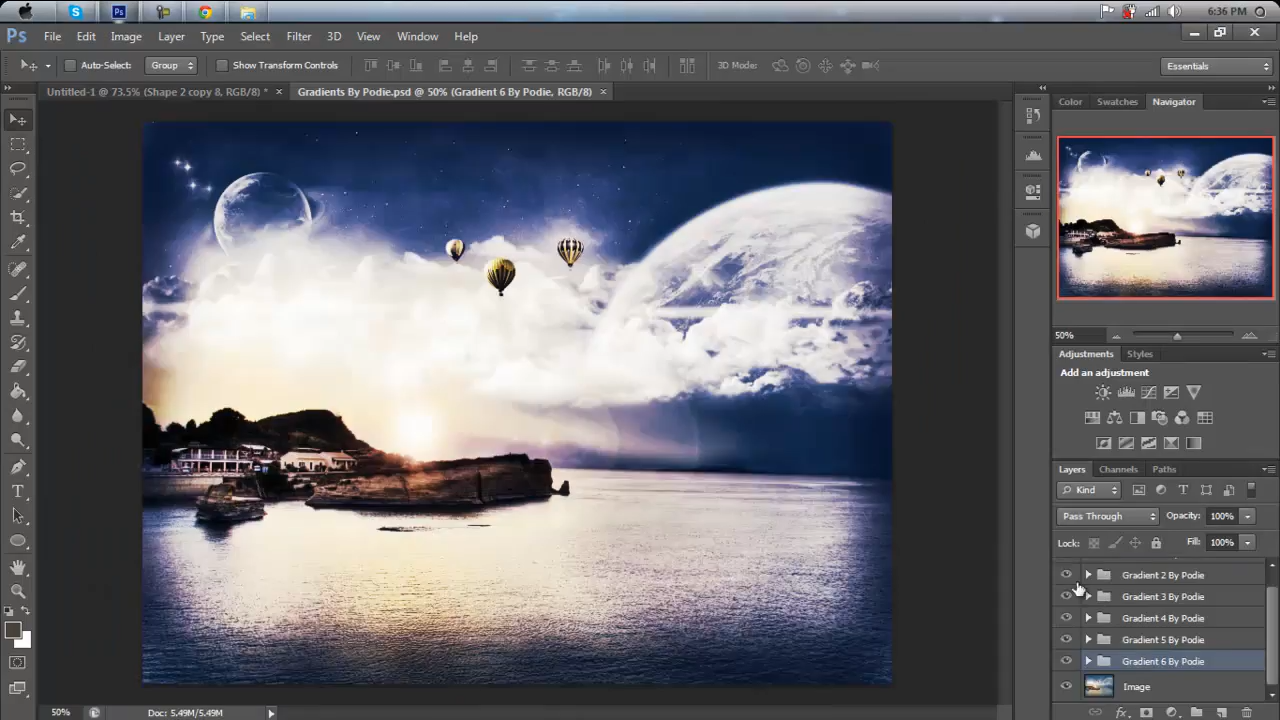 6:36 PM
Ps File Edit Image Layer Type Select Filter 3D View Window Help
Auto-Select: Group Show Transform Controls 3D Mode: Essentials
Untitled-1 @ 73.5% (Shape 2 copy 8, RGB/8) * × Gradients By Podie.psd @ 50% (Gradient 6 By Podie, RGB/8) ×
Color Swatches Navigator
50%
Adjustments Styles
Add an adjustment
Layers Channels Paths
Kind
Pass Through Opacity: 100%
Lock: Fill: 100%
Gradient 2 By Podie
Gradient 3 By Podie
Gradient 4 By Podie
Gradient 5 By Podie
Gradient 6 By Podie
Image
50% Doc: 5.49M/5.49M